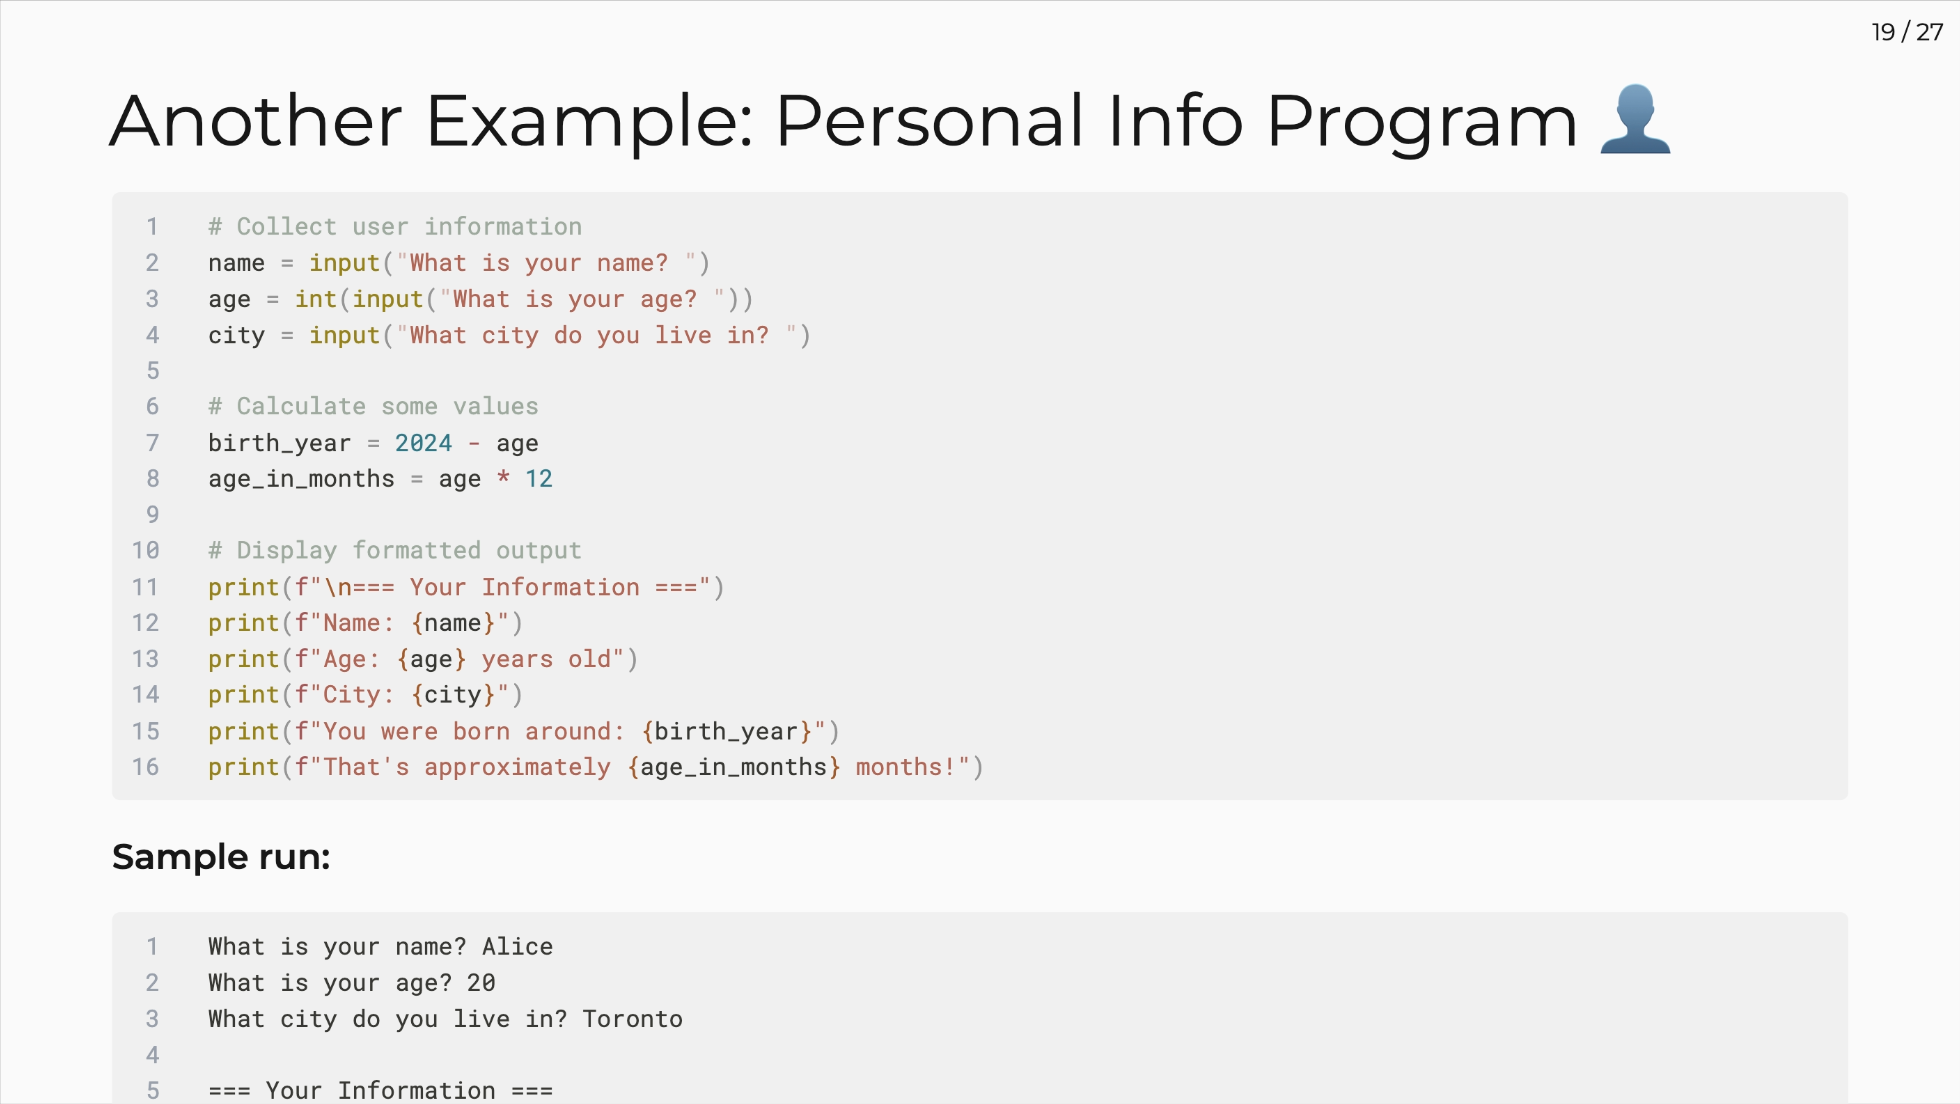 19 / 27
Another Example: Personal Info Program 👤
1 # Collect user information
2 name = input("What is your name? ")
3 age = int(input("What is your age? "))
4 city = input("What city do you live in? ")
5
6 # Calculate some values
7 birth_year = 2024 - age
8 age_in_months = age * 12
9
10 # Display formatted output
11 print(f"\n=== Your Information ===")
12 print(f"Name: {name}")
13 print(f"Age: {age} years old")
14 print(f"City: {city}")
15 print(f"You were born around: {birth_year}")
16 print(f"That's approximately {age_in_months} months!")
Sample run:
1 What is your name? Alice
2 What is your age? 20
3 What city do you live in? Toronto
4
5 === Your Information ===